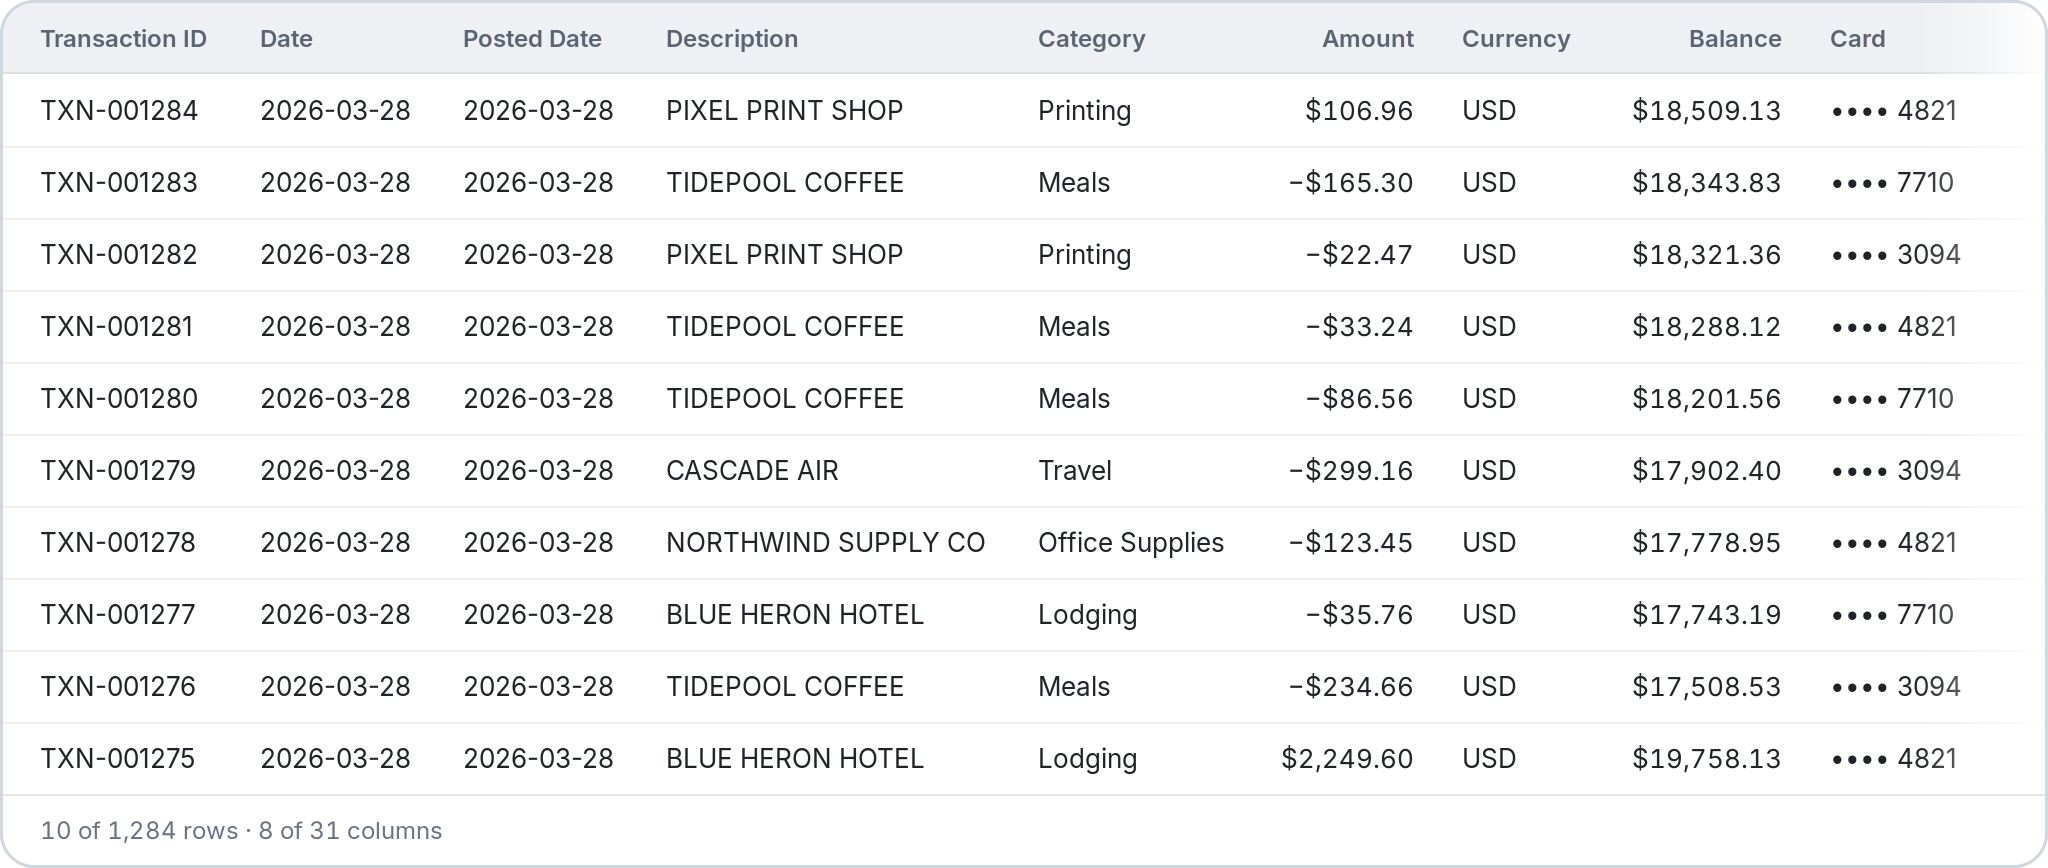 Transaction ID Date Posted Date Description Category Amount Currency Balance Card
TXN-001284 2026-03-28 2026-03-28 PIXEL PRINT SHOP Printing $106.96 USD $18,509.13 •••• 4821
TXN-001283 2026-03-28 2026-03-28 TIDEPOOL COFFEE Meals −$165.30 USD $18,343.83 •••• 7710
TXN-001282 2026-03-28 2026-03-28 PIXEL PRINT SHOP Printing −$22.47 USD $18,321.36 •••• 3094
TXN-001281 2026-03-28 2026-03-28 TIDEPOOL COFFEE Meals −$33.24 USD $18,288.12 •••• 4821
TXN-001280 2026-03-28 2026-03-28 TIDEPOOL COFFEE Meals −$86.56 USD $18,201.56 •••• 7710
TXN-001279 2026-03-28 2026-03-28 CASCADE AIR Travel −$299.16 USD $17,902.40 •••• 3094
TXN-001278 2026-03-28 2026-03-28 NORTHWIND SUPPLY CO Office Supplies −$123.45 USD $17,778.95 •••• 4821
TXN-001277 2026-03-28 2026-03-28 BLUE HERON HOTEL Lodging −$35.76 USD $17,743.19 •••• 7710
TXN-001276 2026-03-28 2026-03-28 TIDEPOOL COFFEE Meals −$234.66 USD $17,508.53 •••• 3094
TXN-001275 2026-03-28 2026-03-28 BLUE HERON HOTEL Lodging $2,249.60 USD $19,758.13 •••• 4821
10 of 1,284 rows · 8 of 31 columns